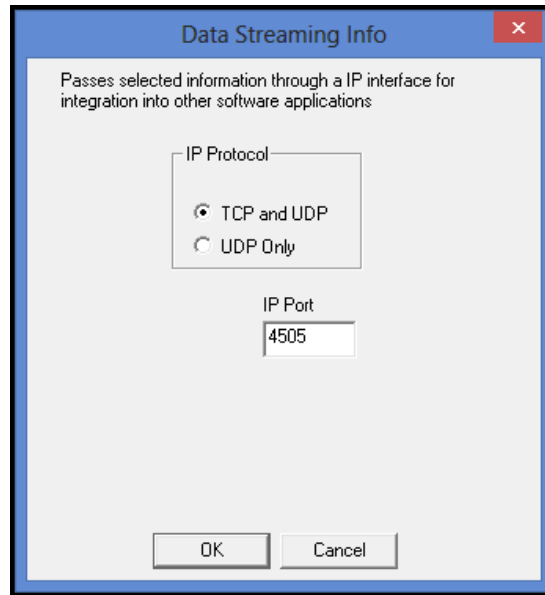 Data Streaming Info
Passes selected information through a IP interface for
integration into other software applications
IP Protocol
TCP and UDP
UDP Only
IP Port
4505
OK
Cancel